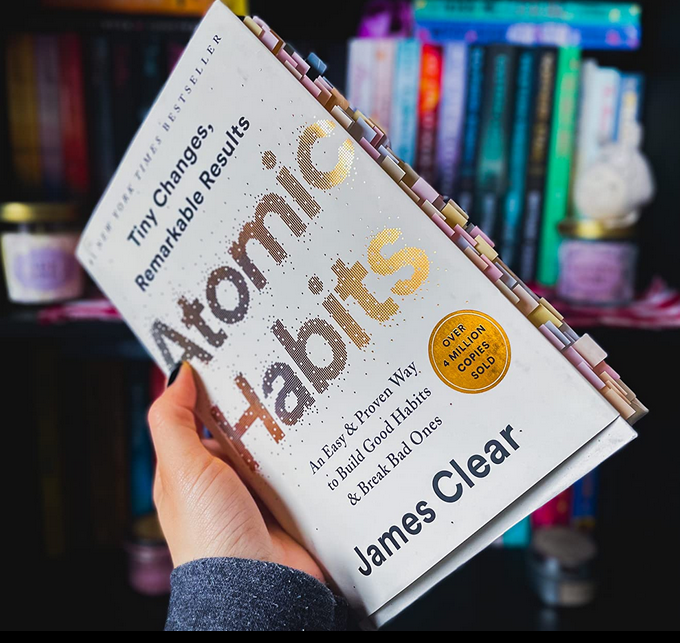 #1 NEW YORK TIMES BESTSELLER
Tiny Changes,
Remarkable Results
Atomic
Habits
OVER
4 MILLION
COPIES
SOLD
An Easy & Proven Way
to Build Good Habits
& Break Bad Ones
James Clear